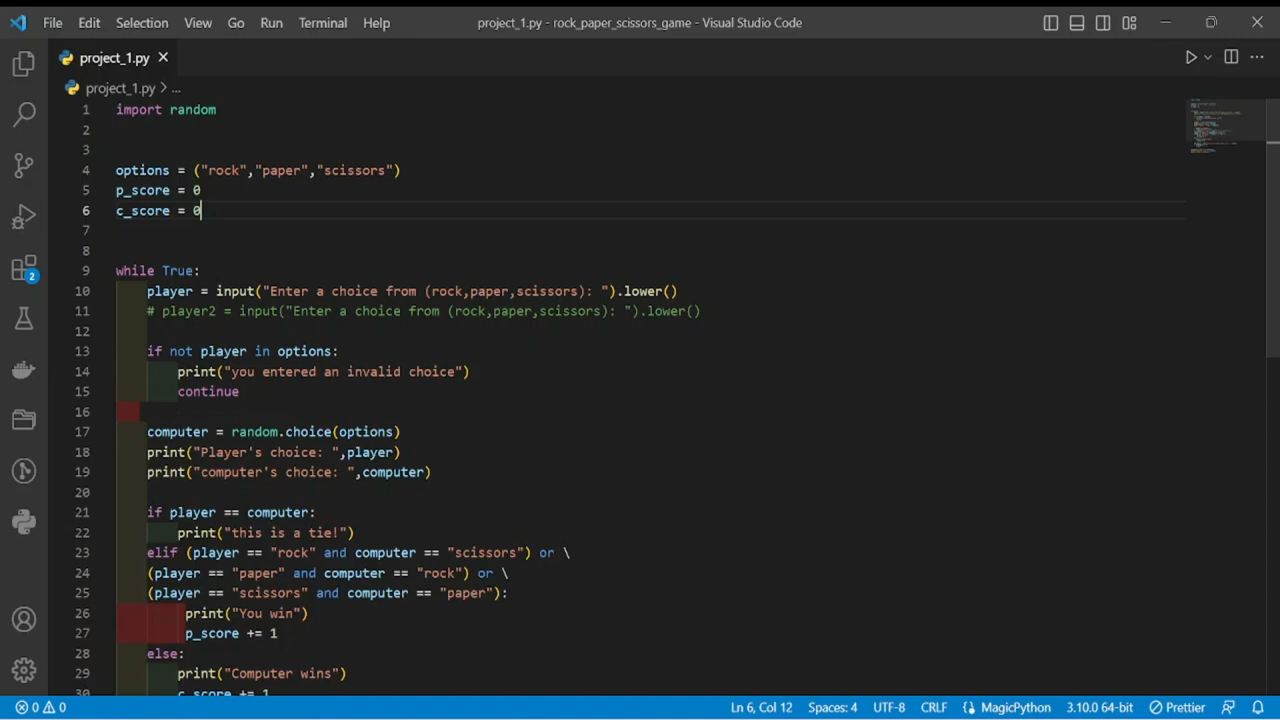 File Edit Selection View Go Run Terminal Help project_1.py - rock_paper_scissors_game - Visual Studio Code
project_1.py
project_1.py > ...
1 import random
2
3
4 options = ("rock","paper","scissors")
5 p_score = 0
6 c_score = 0
7
8
9 while True:
10 player = input("Enter a choice from (rock,paper,scissors): ").lower()
11 # player2 = input("Enter a choice from (rock,paper,scissors): ").lower()
12
13 if not player in options:
14 print("you entered an invalid choice")
15 continue
16
17 computer = random.choice(options)
18 print("Player's choice: ",player)
19 print("computer's choice: ",computer)
20
21 if player == computer:
22 print("this is a tie!")
23 elif (player == "rock" and computer == "scissors") or \
24 (player == "paper" and computer == "rock") or \
25 (player == "scissors" and computer == "paper"):
26 print("You win")
27 p_score += 1
28 else:
29 print("Computer wins")
30 c_score += 1
2
0 0 Ln 6, Col 12 Spaces: 4 UTF-8 CRLF MagicPython 3.10.0 64-bit Prettier